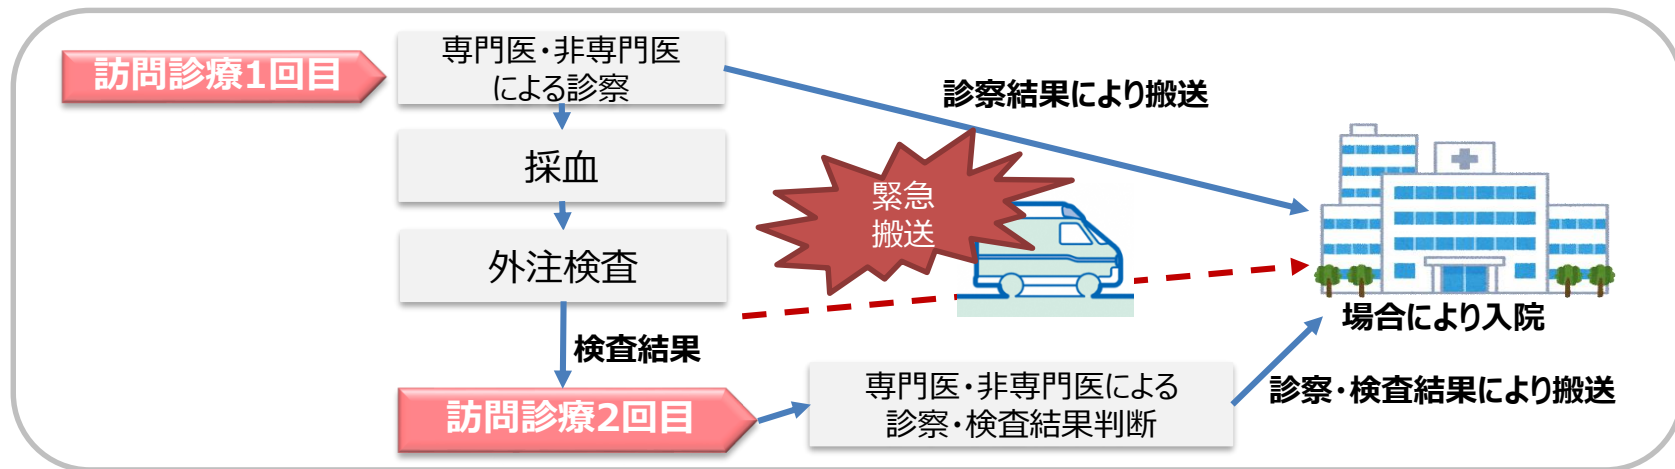 訪問診療1回目
専門医・非専門医
による診察
診察結果により搬送
採血
緊急
搬送
外注検査
検査結果
場合により入院
訪問診療2回目
専門医・非専門医による
診察・検査結果判断
診察・検査結果により搬送